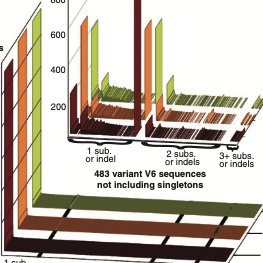 800
600
s
400
200
1 sub.
or indel
2 subs.
or indels
3+ subs.
or indels
483 variant V6 sequences
not including singletons
1 sub.